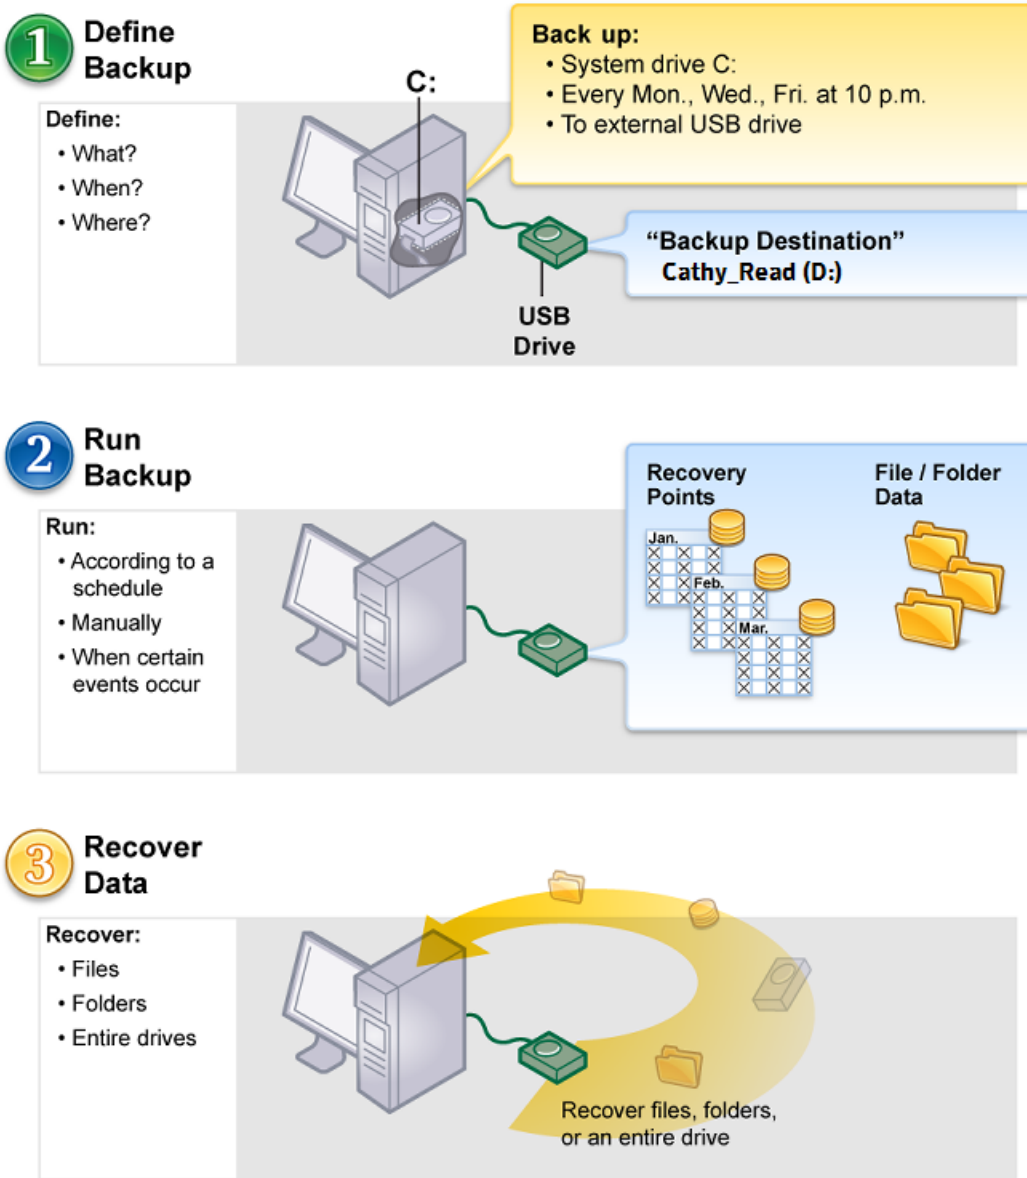 1
Define
Backup
Define:
• What?
• When?
• Where?
C:
Back up:
• System drive C:
• Every Mon., Wed., Fri. at 10 p.m.
• To external USB drive
“Backup Destination”
Cathy_Read (D:)
USB
Drive
2
Run
Backup
Run:
• According to a
schedule
• Manually
• When certain
events occur
Recovery
Points
File / Folder
Data
Jan.
Feb.
Mar.
3
Recover
Data
Recover:
• Files
• Folders
• Entire drives
Recover files, folders,
or an entire drive